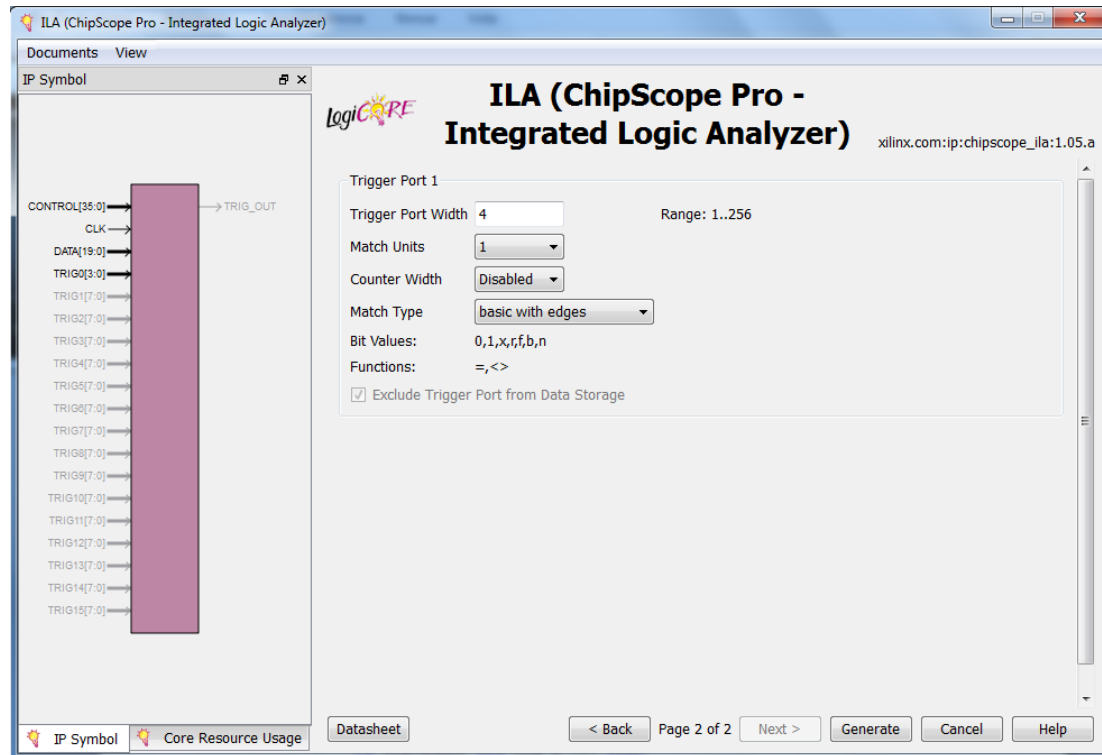 ILA (ChipScope Pro - Integrated Logic Analyzer)
Documents View
IP Symbol
CONTROL[35:0]
TRIG_OUT
CLK
DATA[19:0]
TRIG0[3:0]
TRIG1[7:0]
TRIG2[7:0]
TRIG3[7:0]
TRIG4[7:0]
TRIG5[7:0]
TRIG6[7:0]
TRIG7[7:0]
TRIG8[7:0]
TRIG9[7:0]
TRIG10[7:0]
TRIG11[7:0]
TRIG12[7:0]
TRIG13[7:0]
TRIG14[7:0]
TRIG15[7:0]
IP Symbol Core Resource Usage
logiCORE
ILA (ChipScope Pro -
Integrated Logic Analyzer)
xilinx.com:ip:chipscope_ila:1.05.a
Trigger Port 1
Trigger Port Width 4 Range: 1..256
Match Units 1
Counter Width Disabled
Match Type basic with edges
Bit Values: 0,1,x,r,f,b,n
Functions: =,<>
Exclude Trigger Port from Data Storage
Datasheet < Back Page 2 of 2 Next > Generate Cancel Help